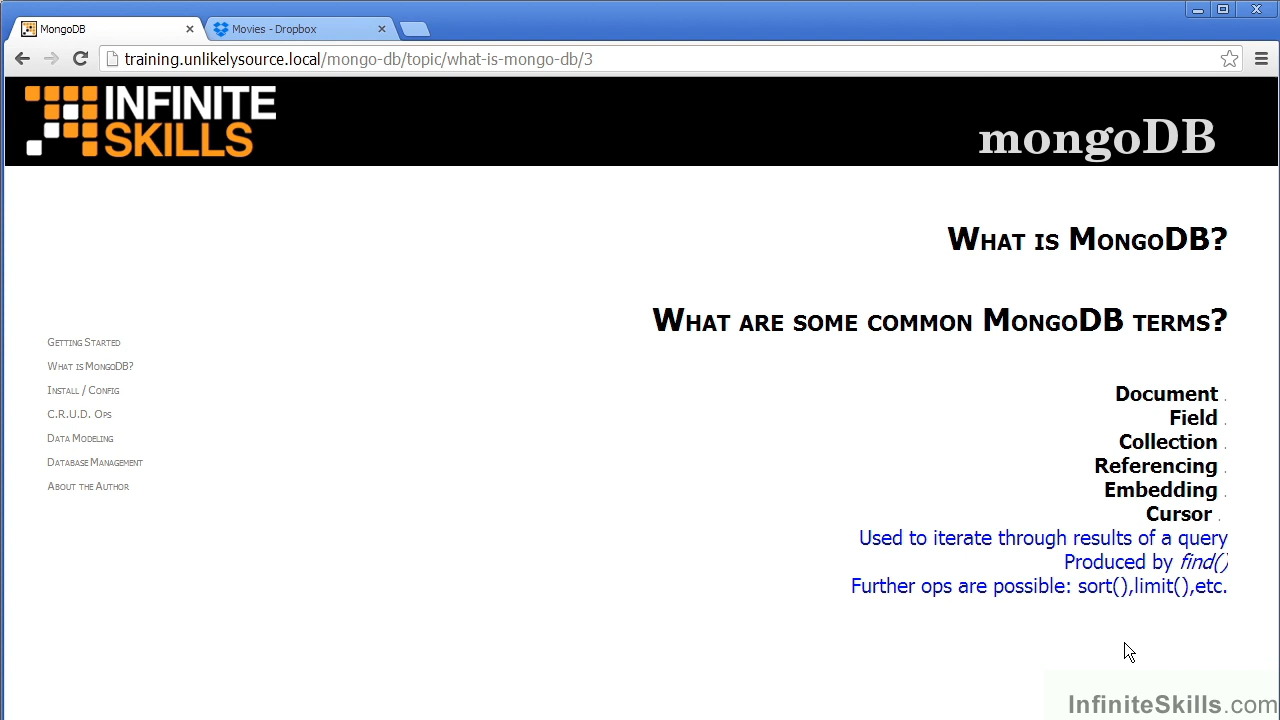 MongoDB
Movies - Dropbox
training.unlikelysource.local/mongo-db/topic/what-is-mongo-db/3
INFINITE
SKILLS
mongoDB
What is MongoDB?
What are some common MongoDB terms?
Getting Started
What is MongoDB?
Install / Config
C.R.U.D. Ops
Data Modeling
Database Management
About the Author
Document .
Field .
Collection .
Referencing .
Embedding .
Cursor .
Used to iterate through results of a query
Produced by find()
Further ops are possible: sort(),limit(),etc.
InfiniteSkills.com